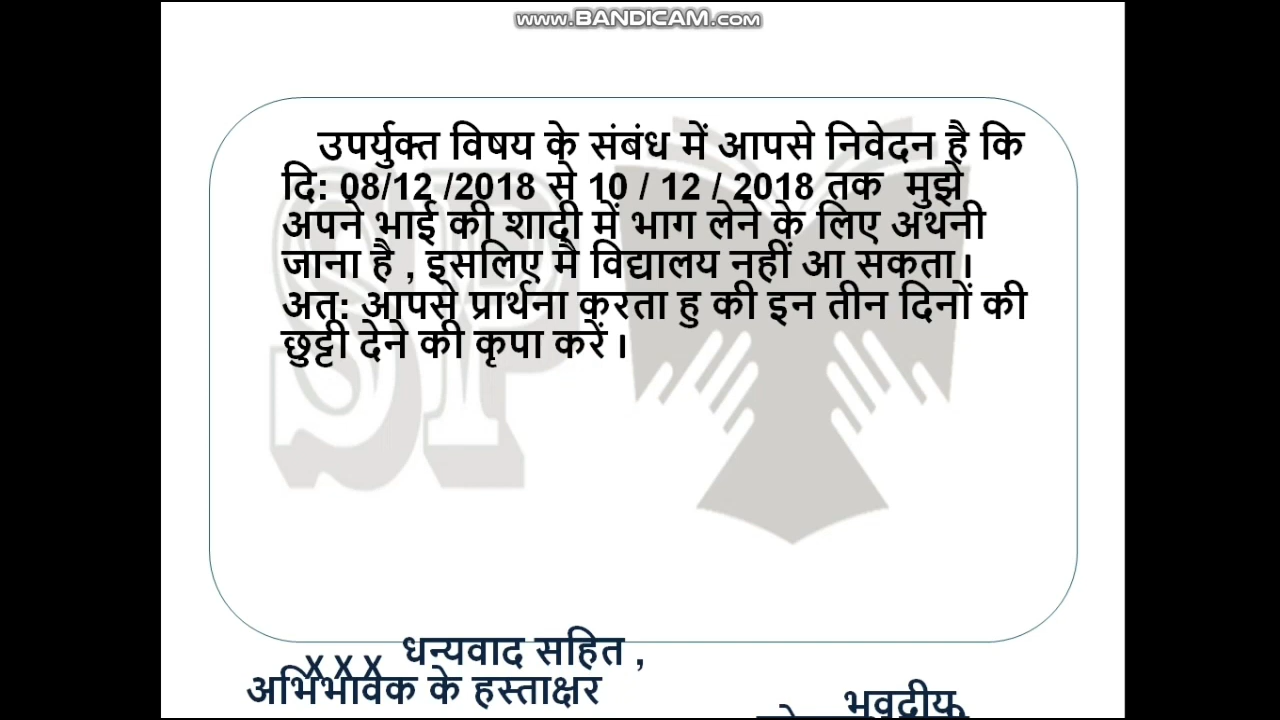 www.BANDICAM.com
उपर्युक्त विषय के संबंध में आपसे निवेदन है कि
दि: 08/12 /2018 से 10 / 12 / 2018 तक मुझे
अपने भाई की शादी में भाग लेने के लिए अथनी
जाना है , इसलिए मै विद्यालय नहीं आ सकता।
अत: आपसे प्रार्थना करता हु की इन तीन दिनों की
छुट्टी देने की कृपा करें ।
SP
धन्यवाद सहित ,
x x x
अभिभावक के हस्ताक्षर
भवदीय,